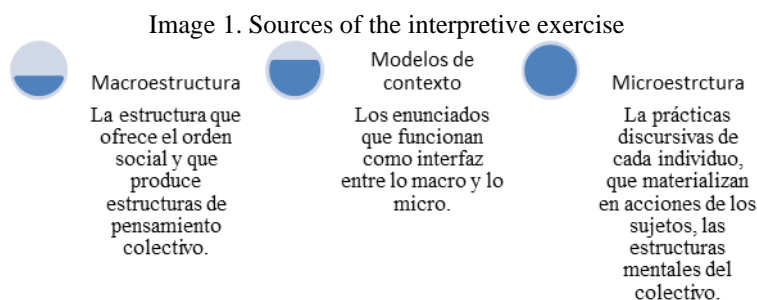 Image 1. Sources of the interpretive exercise
Macroestructura
La estructura que
ofrece el orden
social y que
produce
estructuras de
pensamiento
colectivo.
Modelos de
contexto
Los enunciados
que funcionan
como interfaz
entre lo macro y lo
micro.
Microestrctura
La prácticas
discursivas de
cada individuo,
que materializan
en acciones de los
sujetos, las
estructuras
mentales del
colectivo.